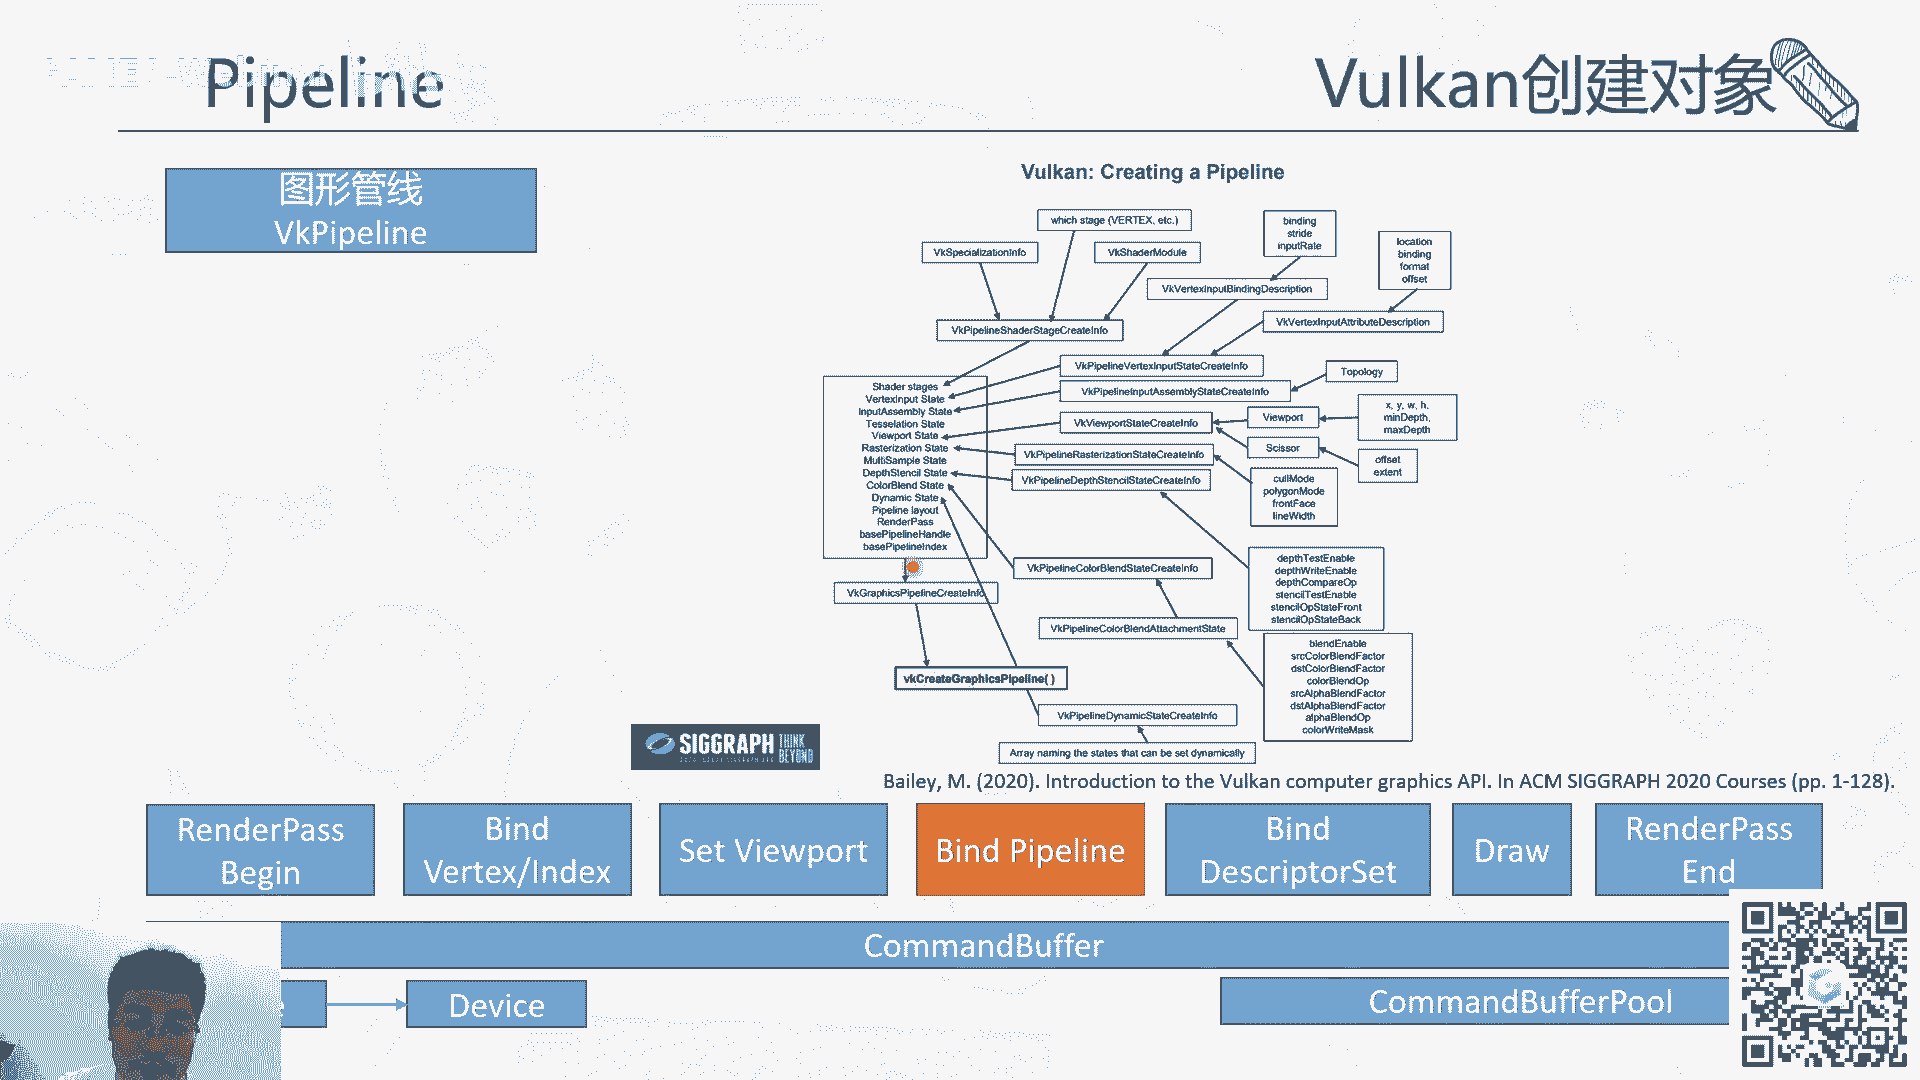 Pipeline
Vulkan创建对象
图形管线
VkPipeline
Vulkan: Creating a Pipeline
which stage (VERTEX, etc.)
VkSpecializationInfo
VkShaderModule
binding
stride
inputRate
location
binding
format
offset
VkVertexInputBindingDescription
VkPipelineShaderStageCreateInfo
VkVertexInputAttributeDescription
VkPipelineVertexInputStateCreateInfo
VkPipelineInputAssemblyStateCreateInfo
Topology
Shader stages
VertexInput State
InputAssembly State
Tesselation State
Viewport State
Rasterization State
MultiSample State
DepthStencil State
ColorBlend State
Dynamic State
Pipeline layout
RenderPass
basePipelineHandle
basePipelineIndex
VkViewportStateCreateInfo
Viewport
x, y, w, h,
minDepth,
maxDepth
Scissor
offset
extent
VkPipelineRasterizationStateCreateInfo
cullMode
polygonMode
frontFace
lineWidth
VkPipelineDepthStencilStateCreateInfo
depthTestEnable
depthWriteEnable
depthCompareOp
stencilTestEnable
stencilOpStateFront
stencilOpStateBack
VkPipelineColorBlendStateCreateInfo
VkGraphicsPipelineCreateInfo
VkPipelineColorBlendAttachmentState
blendEnable
srcColorBlendFactor
dstColorBlendFactor
colorBlendOp
srcAlphaBlendFactor
dstAlphaBlendFactor
alphaBlendOp
colorWriteMask
vkCreateGraphicsPipeline( )
VkPipelineDynamicStateCreateInfo
Array naming the states that can be set dynamically
SIGGRAPH THINK
BEYOND
Bailey, M. (2020). Introduction to the Vulkan computer graphics API. In ACM SIGGRAPH 2020 Courses (pp. 1-128).
RenderPass
Begin
Bind
Vertex/Index
Set Viewport
Bind Pipeline
Bind
DescriptorSet
Draw
RenderPass
End
CommandBuffer
Device
CommandBufferPool